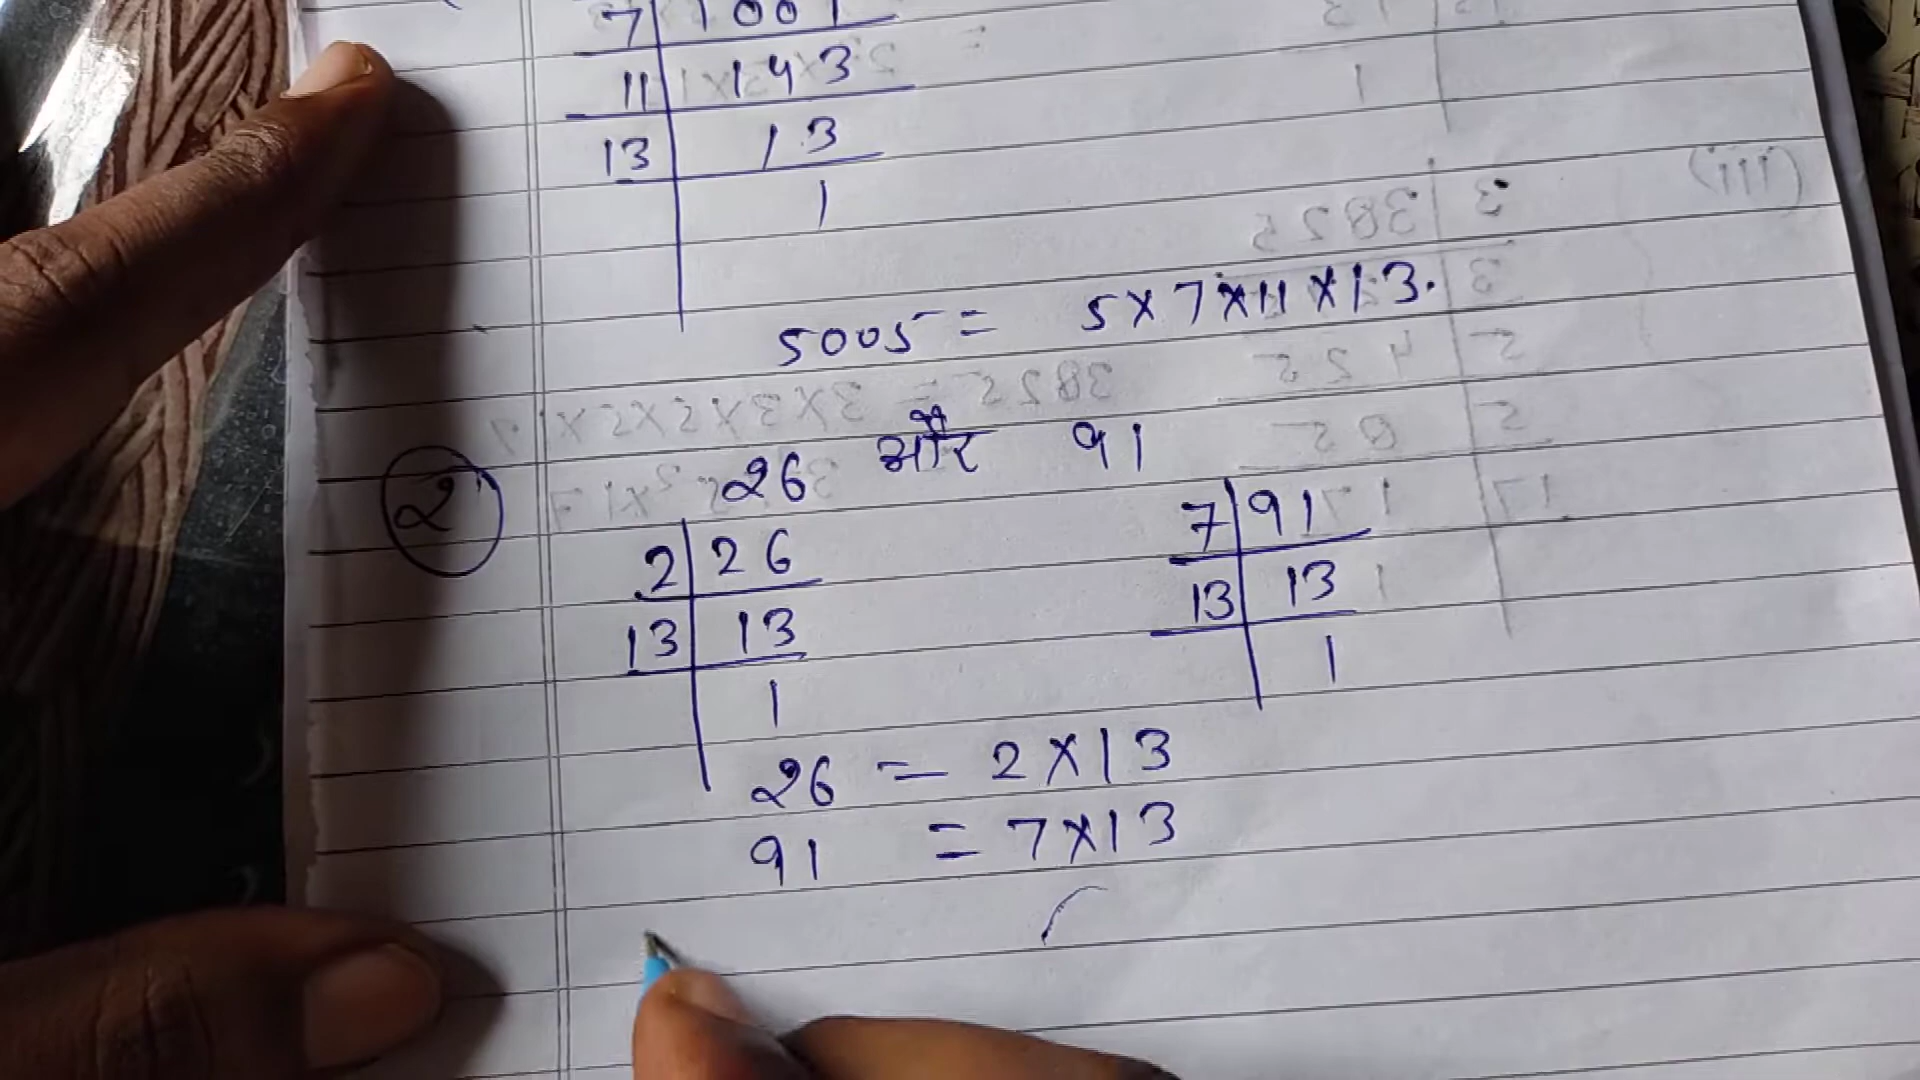 7 | 1001
11 | 143
13 | 13
1
5005 = 5 × 7 × 11 × 13.
(2) 26 और 91
2 | 26
13 | 13
1
7 | 91
13 | 13
1
26 = 2 × 13
91 = 7 × 13